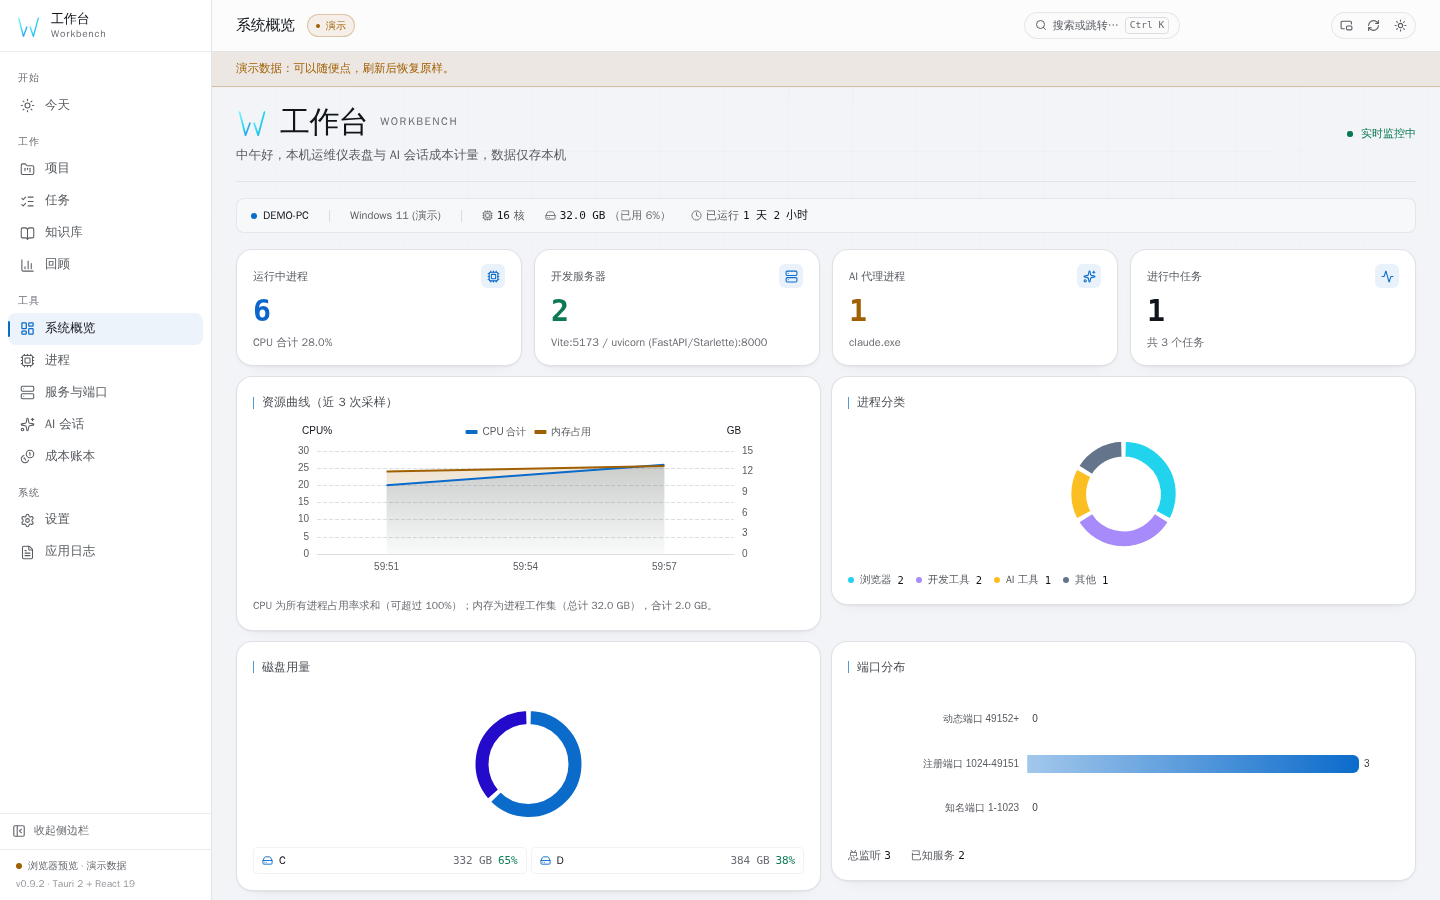 工作台
Workbench
开始
今天
工作
项目
任务
知识库
回顾
工具
系统概览
进程
服务与端口
AI 会话
成本账本
系统
设置
应用日志
收起侧边栏
浏览器预览 · 演示数据
v0.9.2 · Tauri 2 + React 19
系统概览
演示
搜索或跳转… Ctrl K
演示数据：可以随便点，刷新后恢复原样。
工作台 WORKBENCH
中午好，本机运维仪表盘与 AI 会话成本计量，数据仅存本机
实时监控中
DEMO-PC Windows 11 (演示) 16 核 32.0 GB （已用 6%） 已运行 1 天 2 小时
运行中进程
6
CPU 合计 28.0%
开发服务器
2
Vite:5173 / uvicorn (FastAPI/Starlette):8000
AI 代理进程
1
claude.exe
进行中任务
1
共 3 个任务
资源曲线（近 3 次采样）
CPU% CPU 合计 内存占用 GB
30 15
25 12
20 9
15 6
10 3
5 0
0
59:51 59:54 59:57
CPU 为所有进程占用率求和（可超过 100%）；内存为进程工作集（总计 32.0 GB），合计 2.0 GB。
进程分类
浏览器 2 开发工具 2 AI 工具 1 其他 1
磁盘用量
C 332 GB 65% D 384 GB 38%
端口分布
动态端口 49152+ 0
注册端口 1024-49151 3
知名端口 1-1023 0
总监听 3 已知服务 2